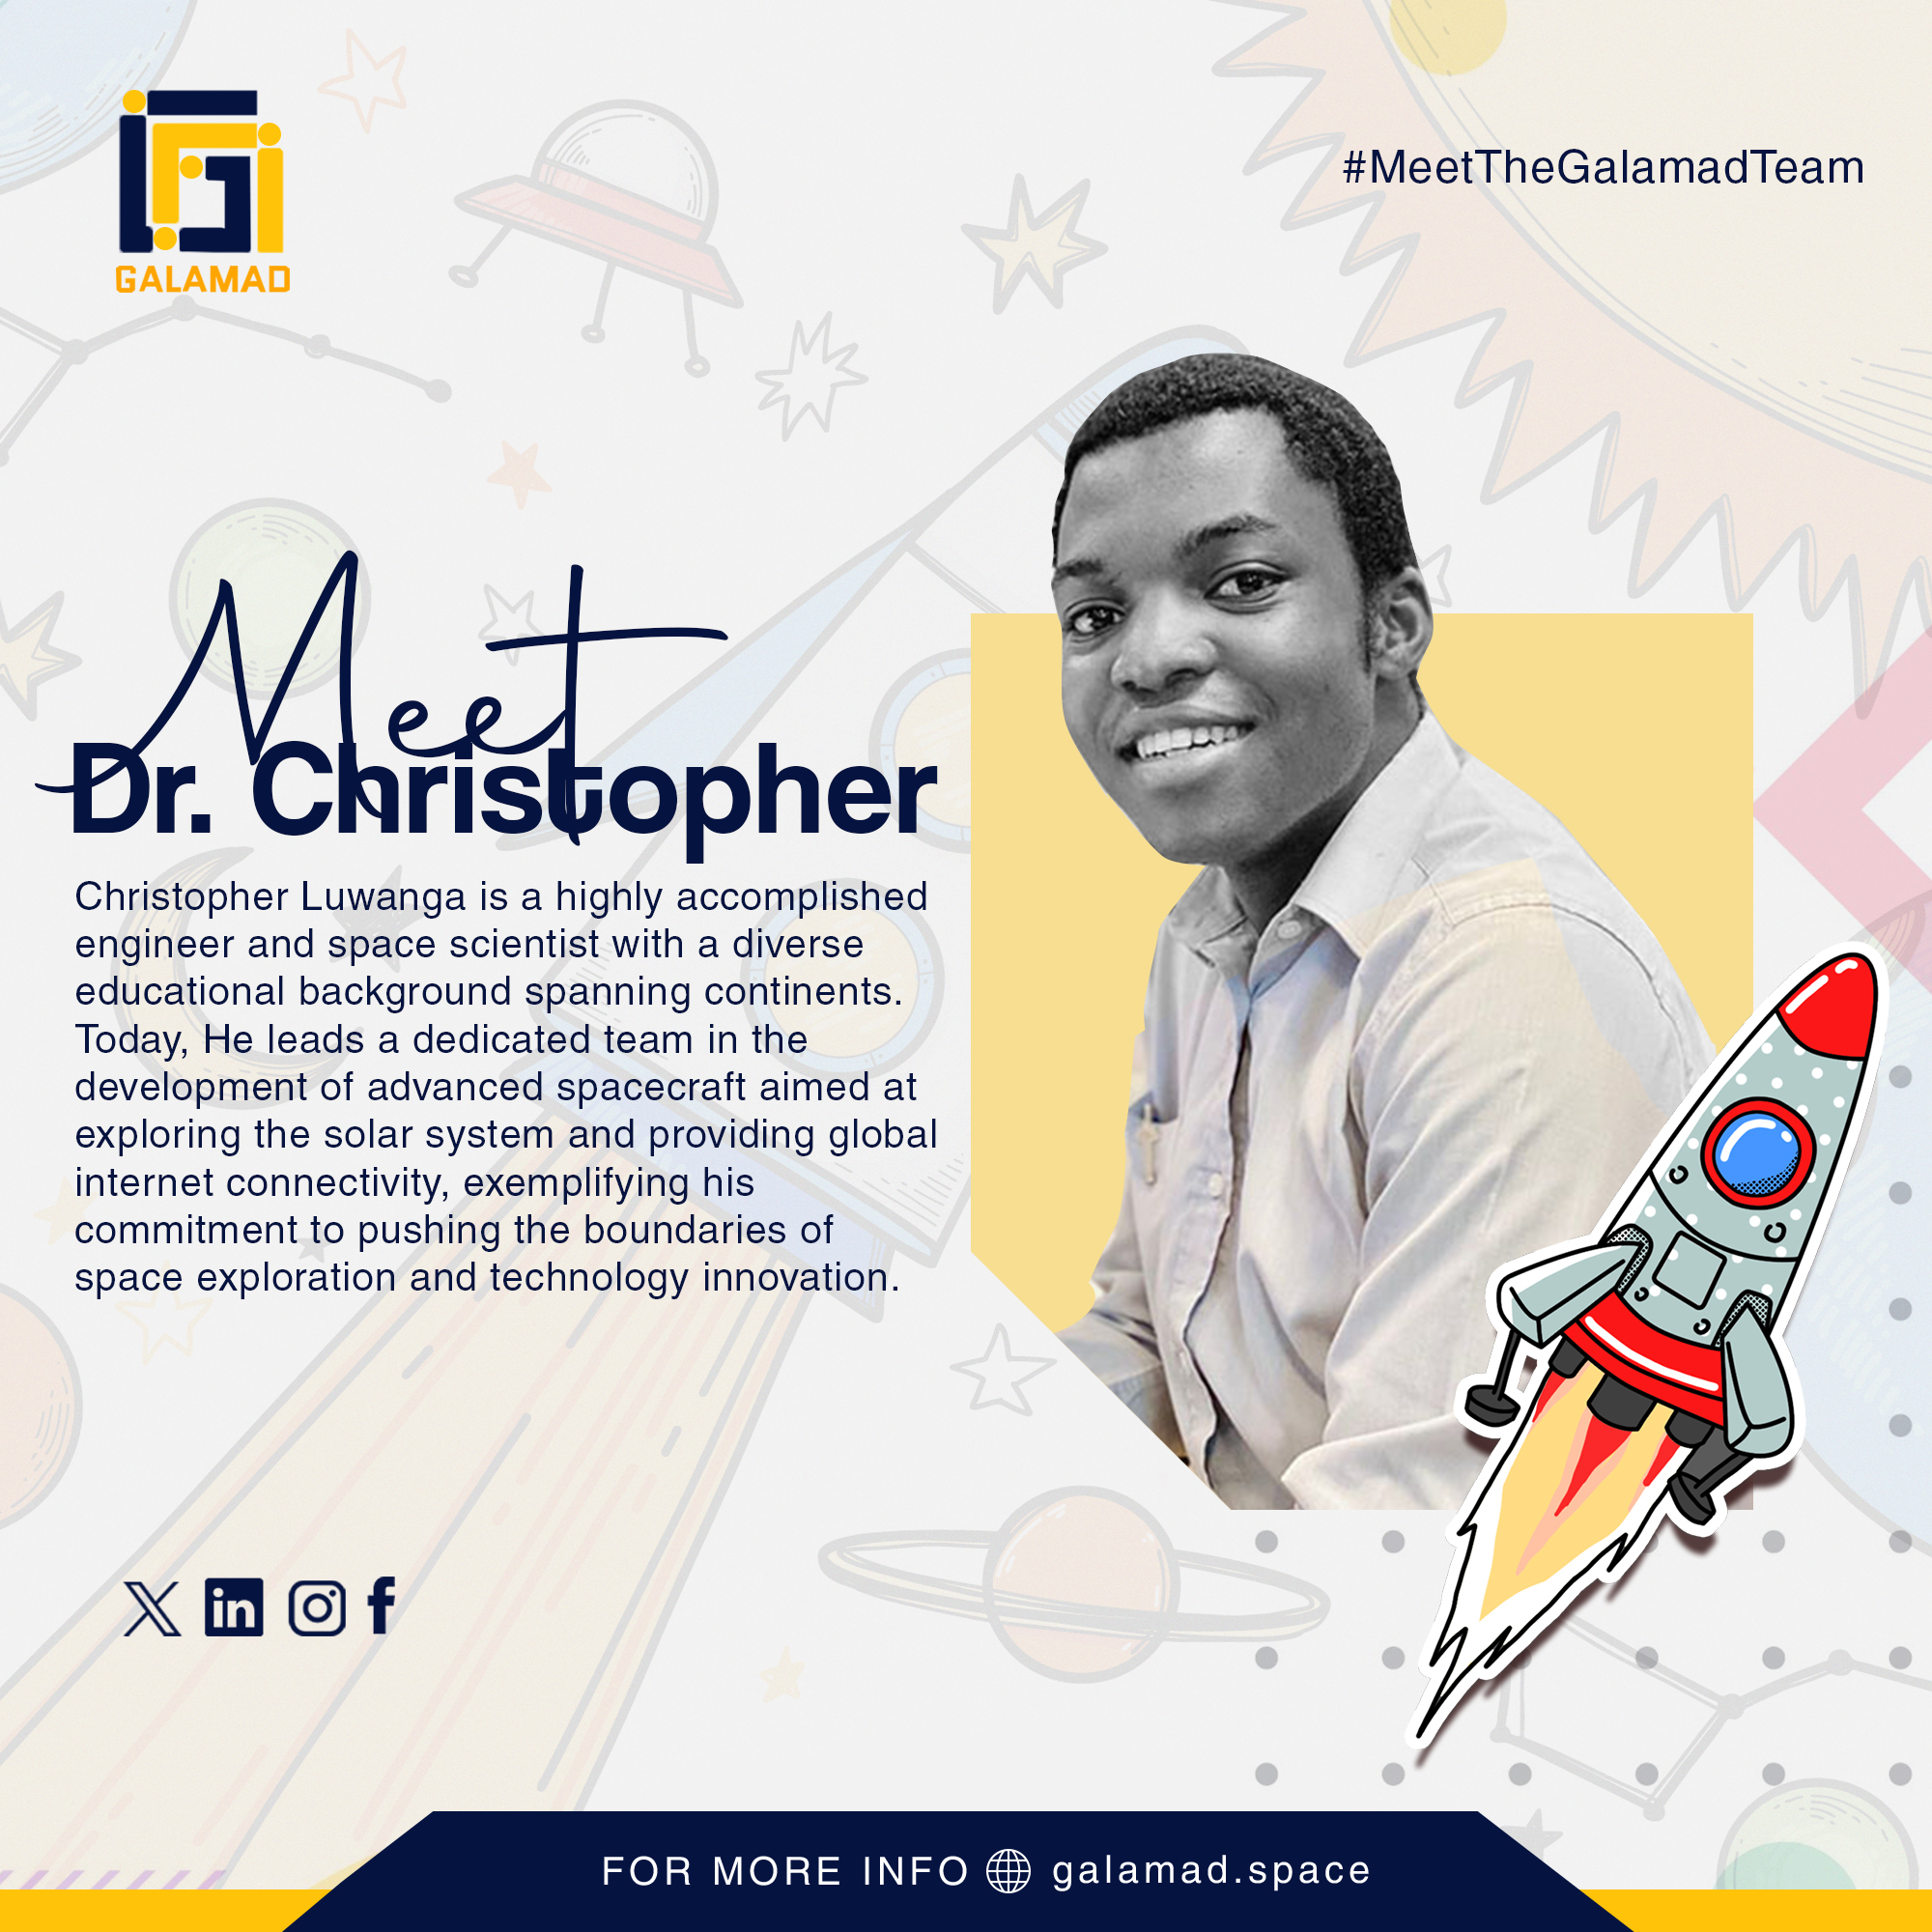 GALAMAD
#MeetTheGalamadTeam
Meet
Dr. Christopher
Christopher Luwanga is a highly accomplished
engineer and space scientist with a diverse
educational background spanning continents.
Today, He leads a dedicated team in the
development of advanced spacecraft aimed at
exploring the solar system and providing global
internet connectivity, exemplifying his
commitment to pushing the boundaries of
space exploration and technology innovation.
X in f
FOR MORE INFO galamad.space